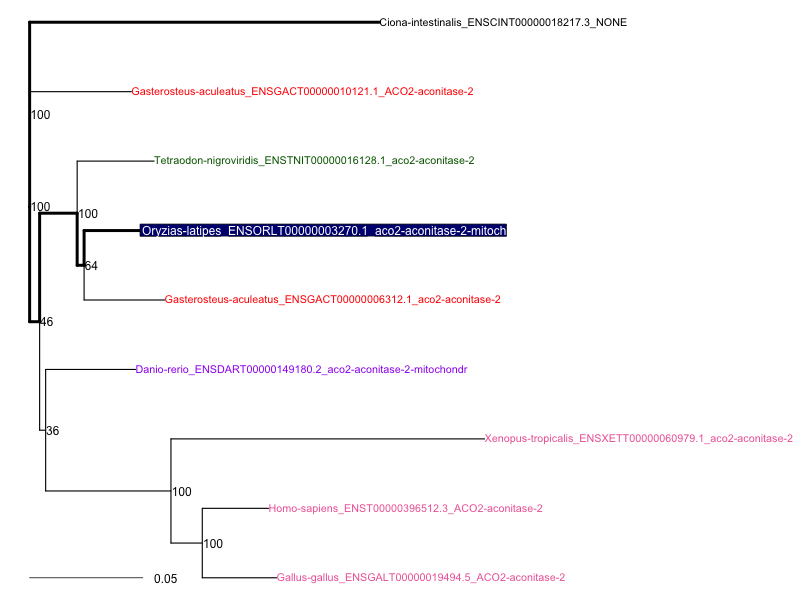 Ciona-intestinalis_ENSCINT00000018217.3_NONE
Gasterosteus-aculeatus_ENSGACT00000010121.1_ACO2-aconitase-2
100
Tetraodon-nigroviridis_ENSTNIT00000016128.1_aco2-aconitase-2
100
100
Oryzias-latipes_ENSORLT00000003270.1_aco2-aconitase-2-mitoch
64
Gasterosteus-aculeatus_ENSGACT00000006312.1_aco2-aconitase-2
46
Danio-rerio_ENSDART00000149180.2_aco2-aconitase-2-mitochondr
36
Xenopus-tropicalis_ENSXETT00000060979.1_aco2-aconitase-2
100
Homo-sapiens_ENST00000396512.3_ACO2-aconitase-2
100
Gallus-gallus_ENSGALT00000019494.5_ACO2-aconitase-2
0.05